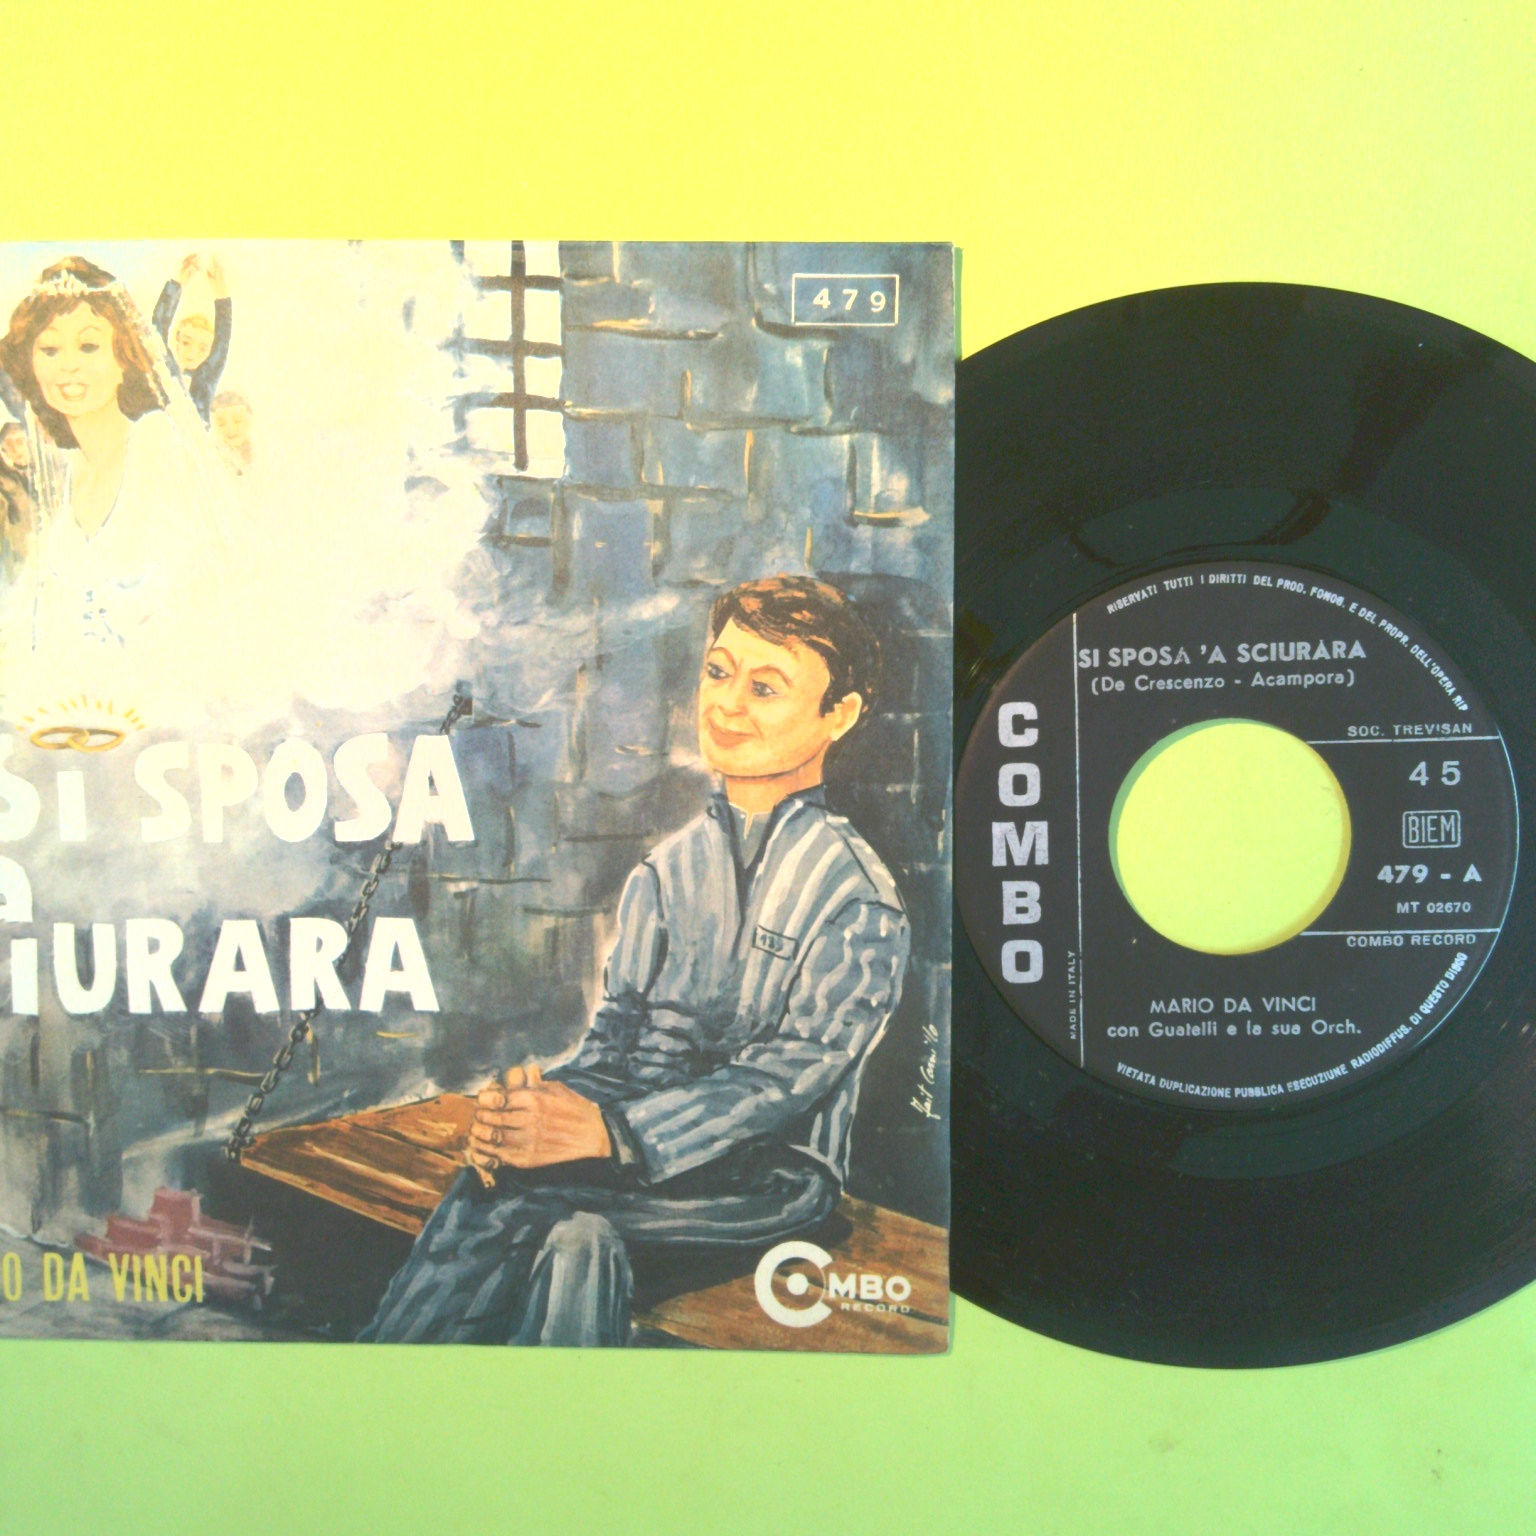 479
Si SPOSA
a
iURARA
O DA VINCI
COMBO
RECORD
RISERVATI TUTTI I DIRITTI DEL PROD. FONOG. E DEL PROPR. DELL'OPERA RIP
SI SPOSA 'A SCIURARA
(De Crescenzo - Acampora)
COMBO
SOC. TREVISAN
45
BIEM
479 - A
MT 02670
COMBO RECORD
MADE IN ITALY
MARIO DA VINCI
con Guatelli e la sua Orch.
VIETATA DUPLICAZIONE PUBBLICA ESECUZIUNE RADIODIFFUS. DI QUESTO DISCO